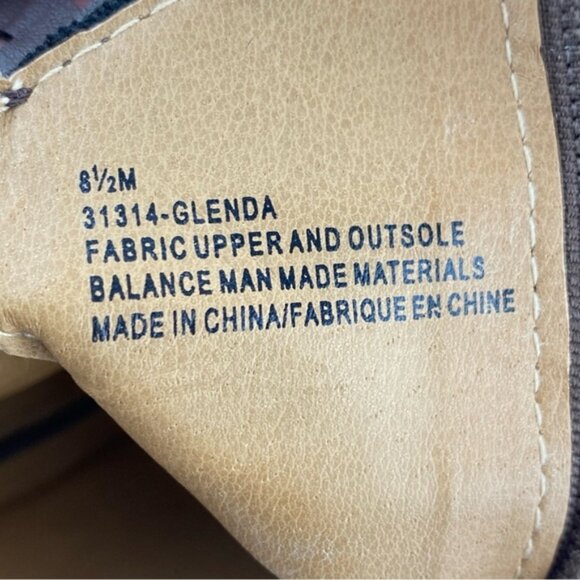 8½M
31314-GLENDA
FABRIC UPPER AND OUTSOLE
BALANCE MAN MADE MATERIALS
MADE IN CHINA/FABRIQUE EN CHINE